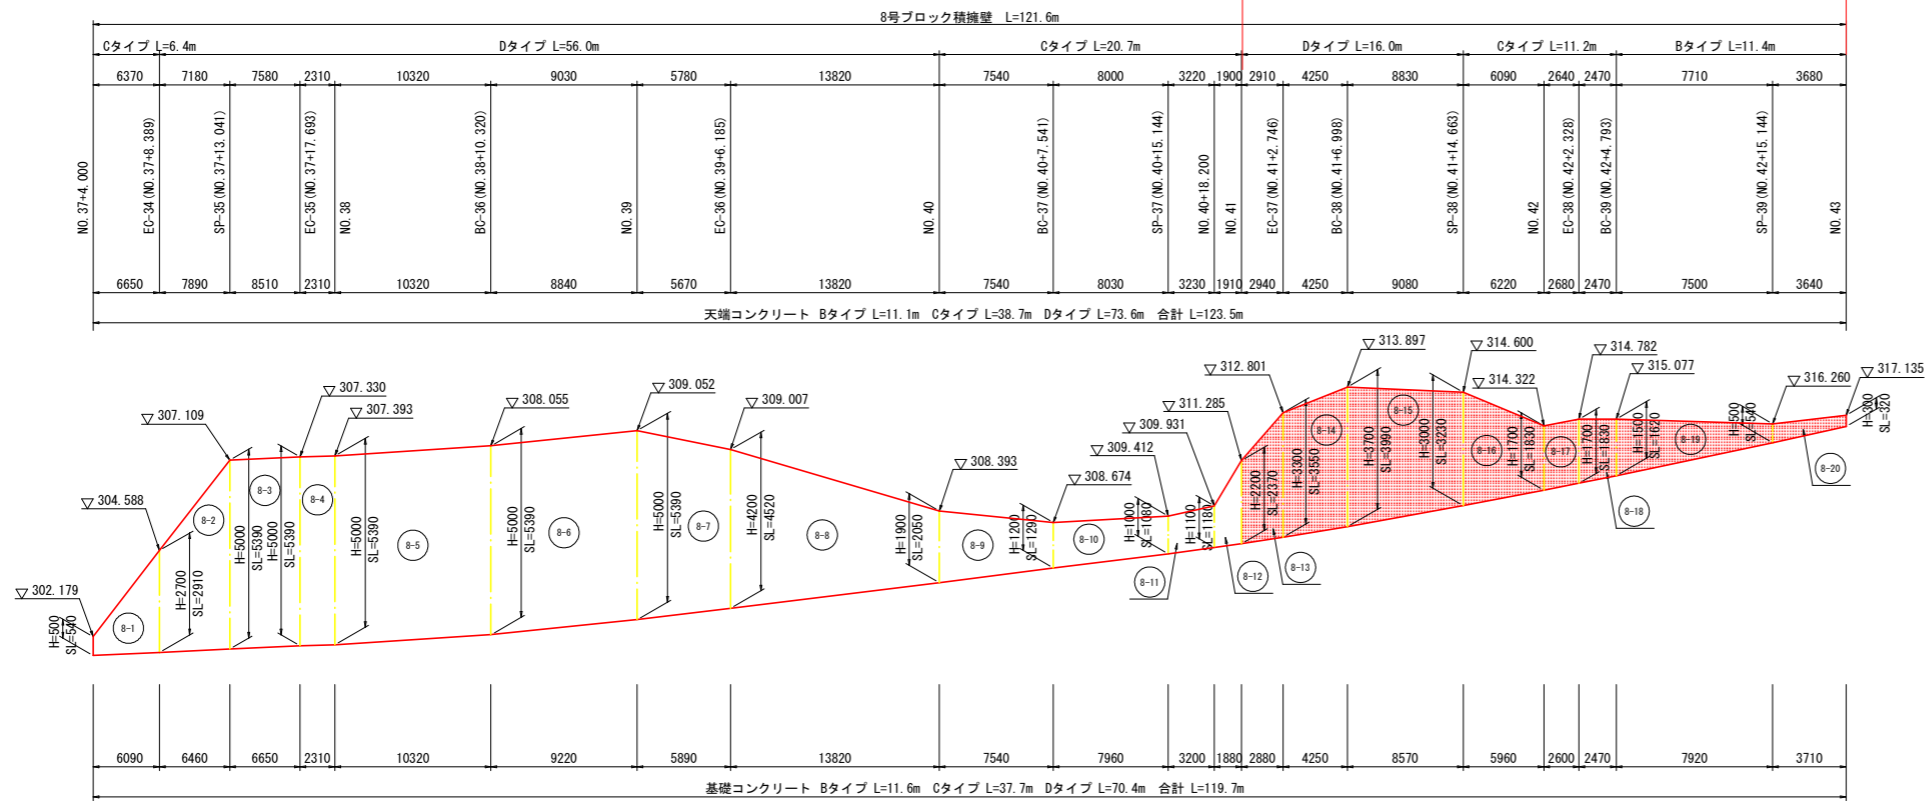 8号ブロック積擁壁 L=121.6m
Cタイプ L=6.4m Dタイプ L=56.0m Cタイプ L=20.7m Dタイプ L=16.0m Cタイプ L=11.2m Bタイプ L=11.4m
6370 7180 7580 2310 10320 9030 5780 13820 7540 8000 3220 1900 2910 4250 8830 6090 2640 2470 7710 3680
NO.37+4.000
EC-34(NO.37+8.389)
SP-35(NO.37+13.041)
EC-35(NO.37+17.693)
NO.38
BC-36(NO.38+10.320)
NO.39
EC-36(NO.39+6.185)
NO.40
BC-37(NO.40+7.541)
SP-37(NO.40+15.144)
NO.40+18.200
NO.41
EC-37(NO.41+2.746)
BC-38(NO.41+6.998)
SP-38(NO.41+14.663)
NO.42
EC-38(NO.42+2.328)
BC-39(NO.42+4.793)
SP-39(NO.42+15.144)
NO.43
6650 7890 8510 2310 10320 8840 5670 13820 7540 8030 3230 1910 2940 4250 9080 6220 2680 2470 7500 3640
天端コンクリート Bタイプ L=11.1m Cタイプ L=38.7m Dタイプ L=73.6m 合計 L=123.5m
▽302.179
▽304.588
▽307.109
▽307.330
▽307.393
▽308.055
▽309.052
▽309.007
▽308.393
▽308.674
▽309.412
▽309.931
▽311.285
▽312.801
▽313.897
▽314.600
▽314.322
▽314.782
▽315.077
▽316.260
▽317.135
H=500
SL=540
H=2700
SL=2910
H=5000
SL=5390
H=5000
SL=5390
H=5000
SL=5390
H=5000
SL=5390
H=5000
SL=5390
H=4200
SL=4520
H=1900
SL=2050
H=1200
SL=1290
H=1000
SL=1080
H=1100
SL=1180
H=2200
SL=2370
H=3300
SL=3550
H=3700
SL=3990
H=3000
SL=3230
H=1700
SL=1830
H=1700
SL=1830
H=1500
SL=1620
H=500
SL=540
H=300
SL=320
8-1
8-2
8-3
8-4
8-5
8-6
8-7
8-8
8-9
8-10
8-11
8-12
8-13
8-14
8-15
8-16
8-17
8-18
8-19
8-20
6090 6460 6650 2310 10320 9220 5890 13820 7540 7960 3200 1880 2880 4250 8570 5960 2600 2470 7920 3710
基礎コンクリート Bタイプ L=11.6m Cタイプ L=37.7m Dタイプ L=70.4m 合計 L=119.7m